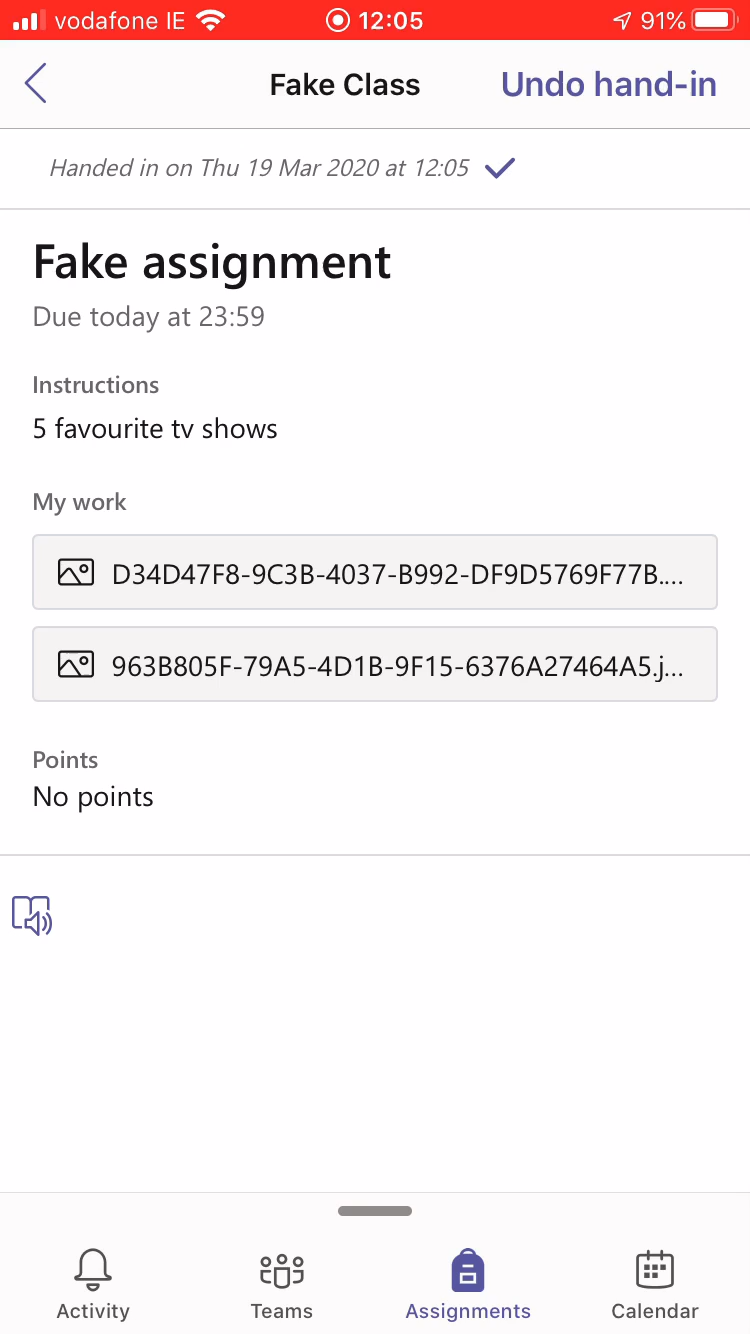 vodafone IE 12:05 91%
Fake Class Undo hand-in
Handed in on Thu 19 Mar 2020 at 12:05
Fake assignment
Due today at 23:59
Instructions
5 favourite tv shows
My work
D34D47F8-9C3B-4037-B992-DF9D5769F77B....
963B805F-79A5-4D1B-9F15-6376A27464A5.j...
Points
No points
Activity Teams Assignments Calendar